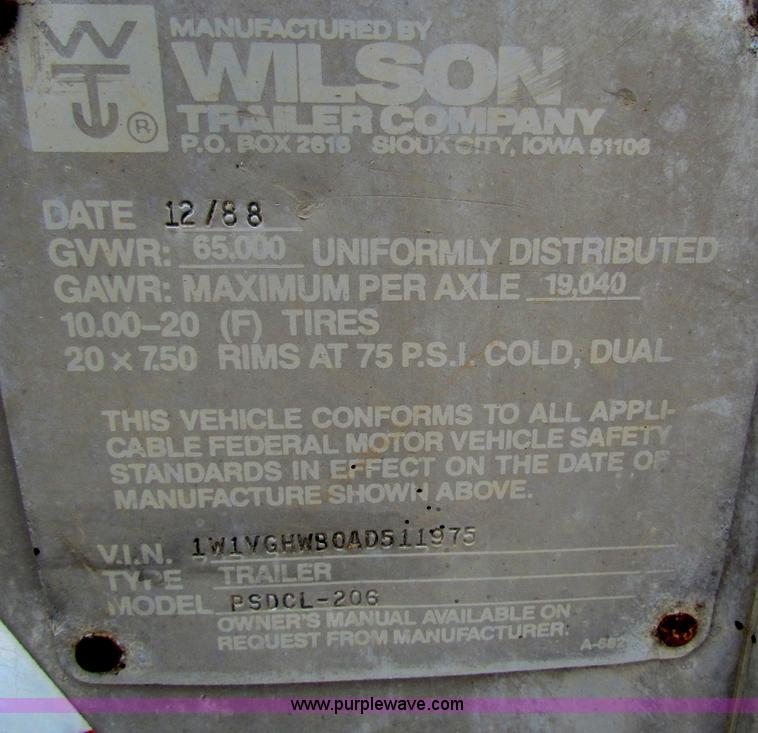 WT
®
MANUFACTURED BY
WILSON
TRAILER COMPANY
P.O. BOX 2616 SIOUX CITY, IOWA 51106
DATE 12/88
GVWR: 65,000 UNIFORMLY DISTRIBUTED
GAWR: MAXIMUM PER AXLE 19,040
10.00-20 (F) TIRES
20 x 7.50 RIMS AT 75 P.S.I. COLD, DUAL
THIS VEHICLE CONFORMS TO ALL APPLI-
CABLE FEDERAL MOTOR VEHICLE SAFETY
STANDARDS IN EFFECT ON THE DATE OF
MANUFACTURE SHOWN ABOVE.
V.I.N. 1W1VGHWB0AD511975
TYPE TRAILER
MODEL PSDCL-206
OWNER'S MANUAL AVAILABLE ON
REQUEST FROM MANUFACTURER.
www.purplewave.com